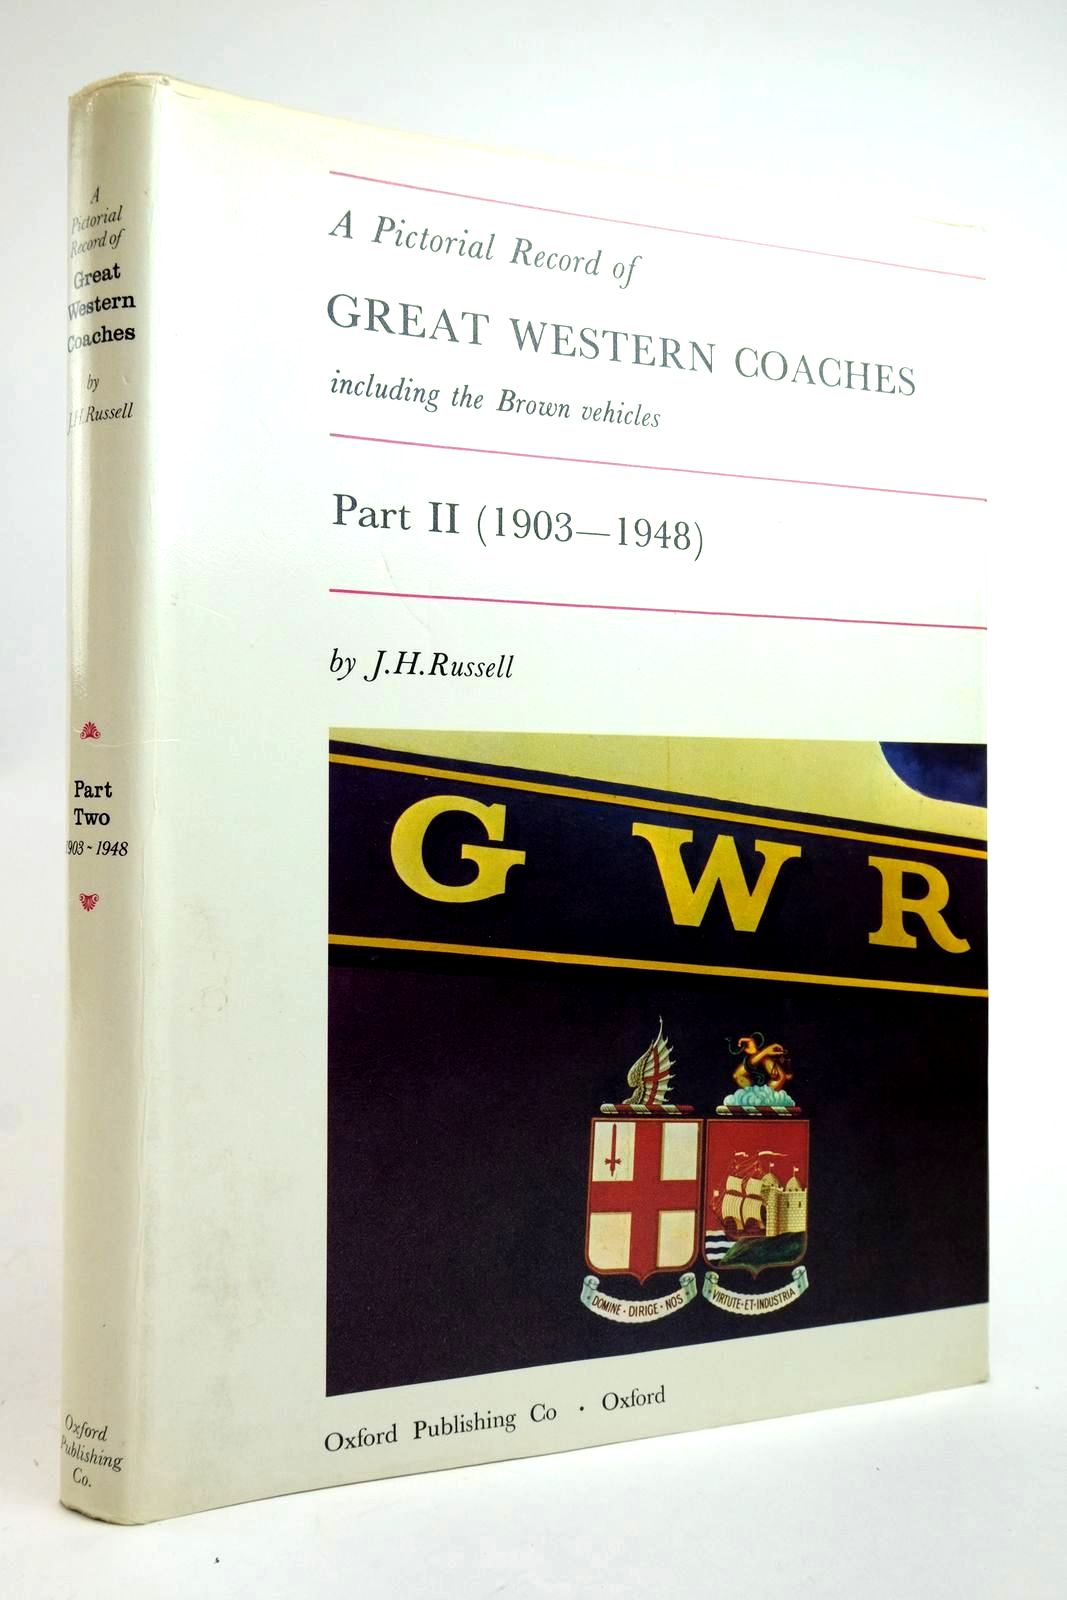 A
Pictorial
Record of
Great
Western
Coaches
by
J.H.Russell
Part
Two
1903 ~ 1948
Oxford
Publishing
Co.
A Pictorial Record of
GREAT WESTERN COACHES
including the Brown vehicles
Part II (1903—1948)
by J.H.Russell
G W R
DOMINE · DIRIGE · NOS
VIRTUTE·ET·INDUSTRIA
Oxford Publishing Co · Oxford